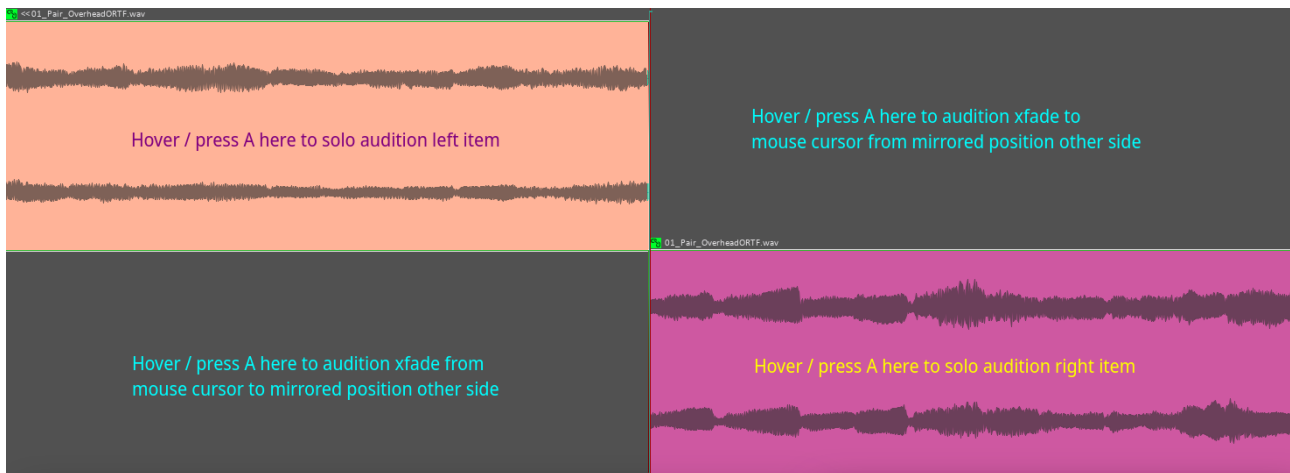 <<01_Pair_OverheadORTF.wav
Hover / press A here to solo audition left item
Hover / press A here to audition xfade to
mouse cursor from mirrored position other side
01_Pair_OverheadORTF.wav
Hover / press A here to audition xfade from
mouse cursor to mirrored position other side
Hover / press A here to solo audition right item